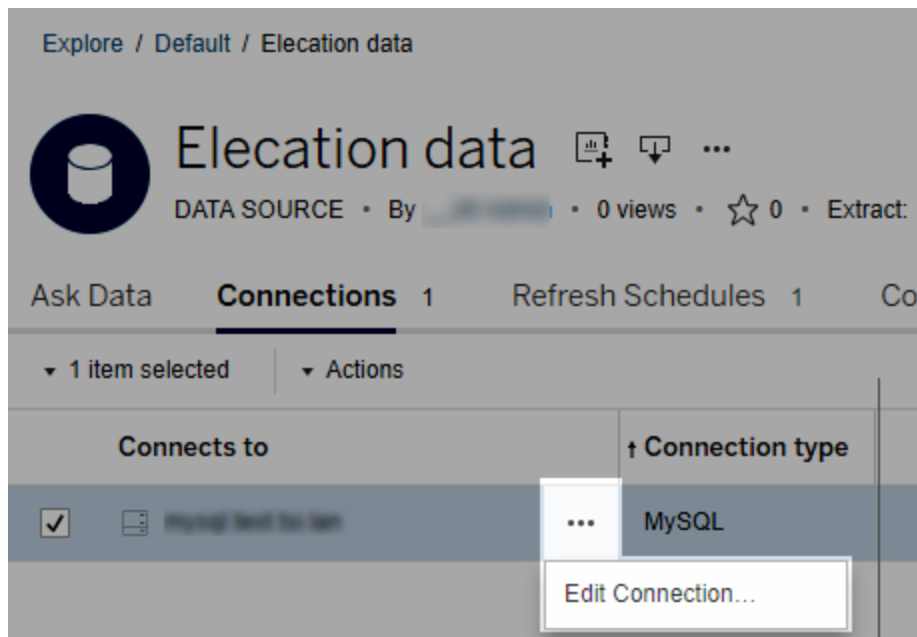 Explore / Default / Elecation data
Elecation data
DATA SOURCE • By • 0 views • 0 • Extract:
Ask Data Connections 1 Refresh Schedules 1 Co
1 item selected Actions
Connects to ↑ Connection type
MySQL
Edit Connection...